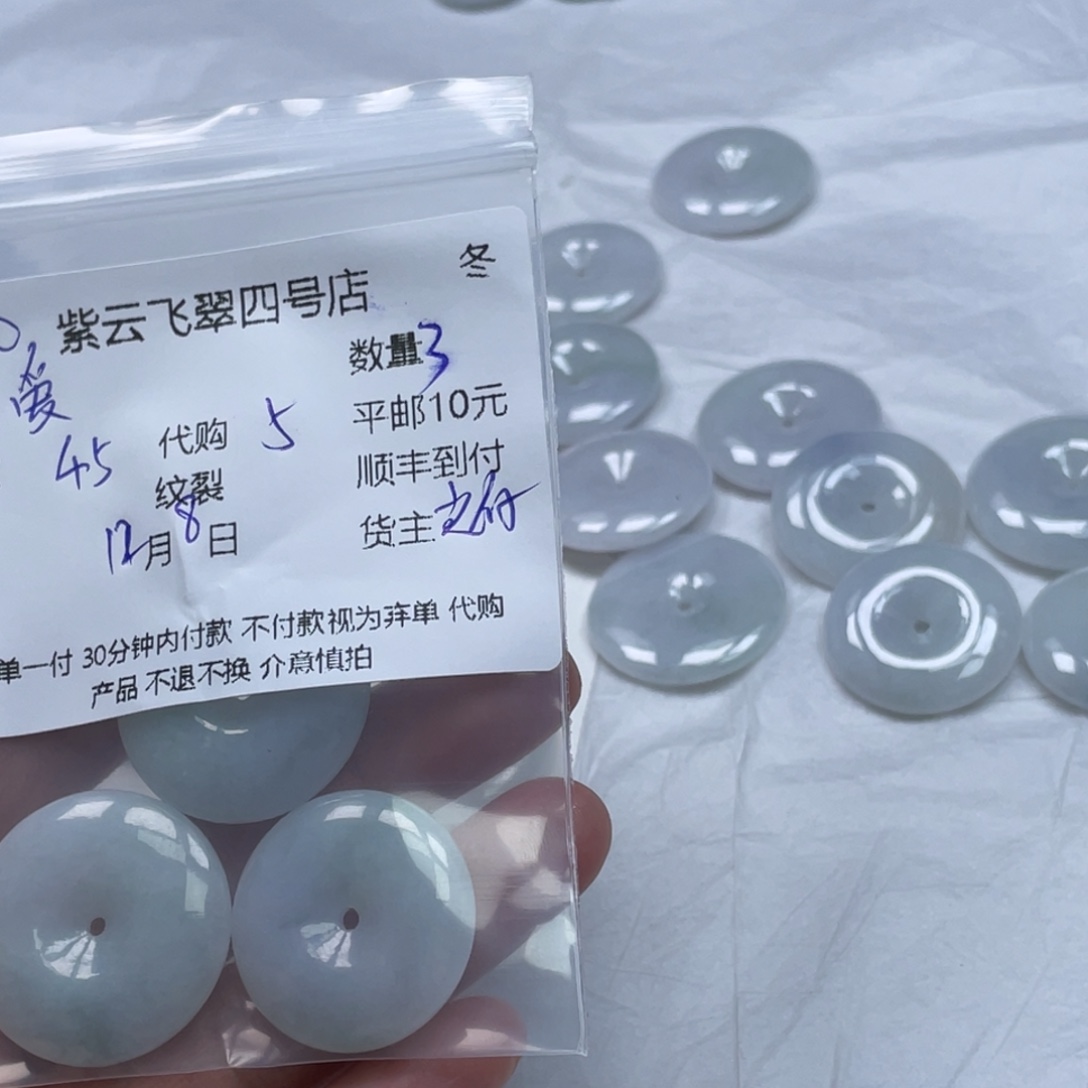 冬
紫云飞翠四号店
数量3
爱
45 代购 5 平邮10元
纹裂 顺丰到付
12月8日 货主
单一付 30分钟内付款 不付款视为弃单 代购
产品 不退不换 介意慎拍